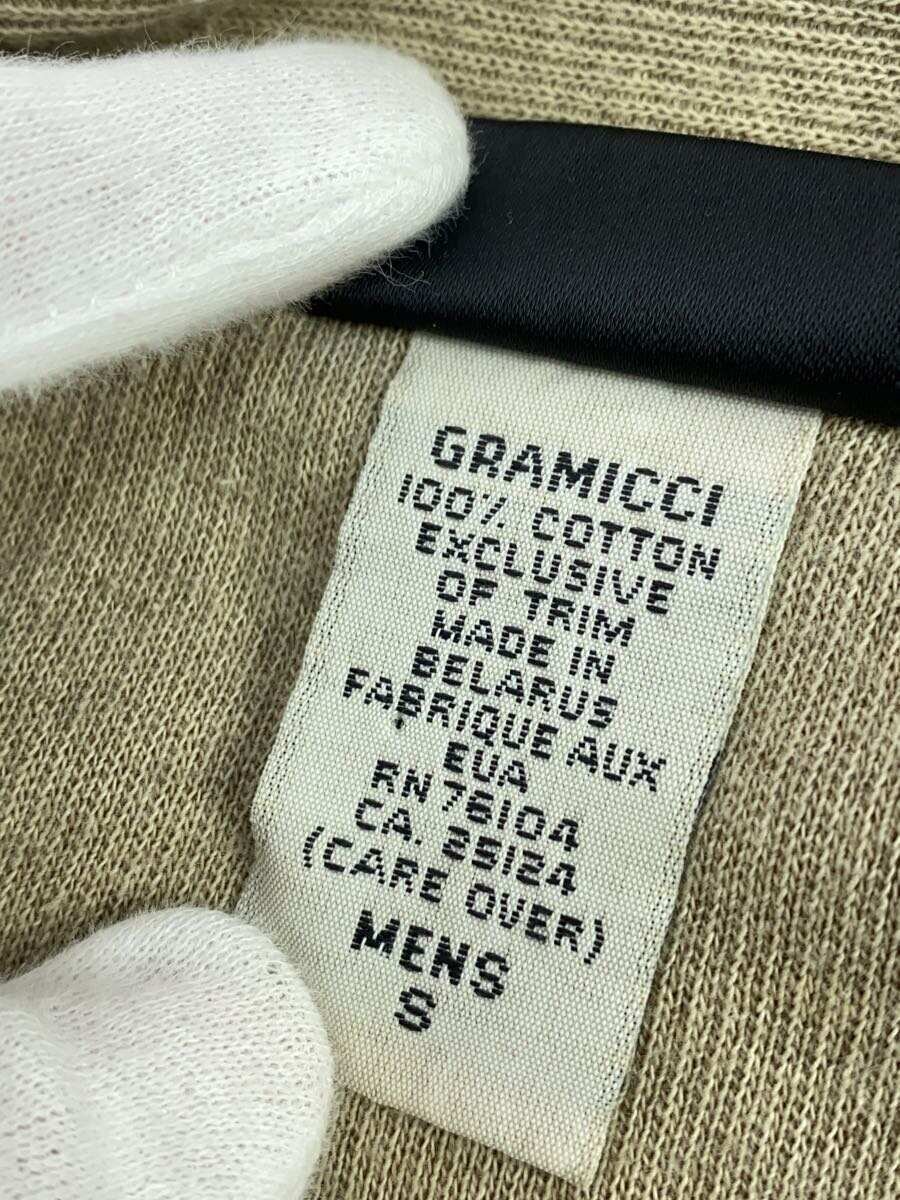 GRAMICCI
100% COTTON
EXCLUSIVE
OF TRIM
MADE IN
BELARUS
FABRIQUE AUX
EUA
RN 76104
CA. 25124
(CARE OVER)
MENS
S